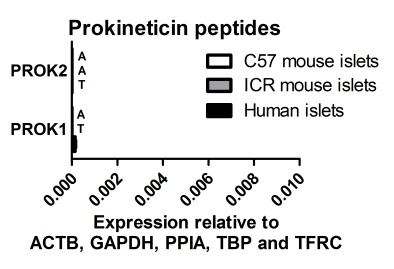 Prokineticin peptides
PROK2
A
A
T
PROK1
A
T
C57 mouse islets
ICR mouse islets
Human islets
0.000 0.002 0.004 0.006 0.008 0.010
Expression relative to
ACTB, GAPDH, PPIA, TBP and TFRC